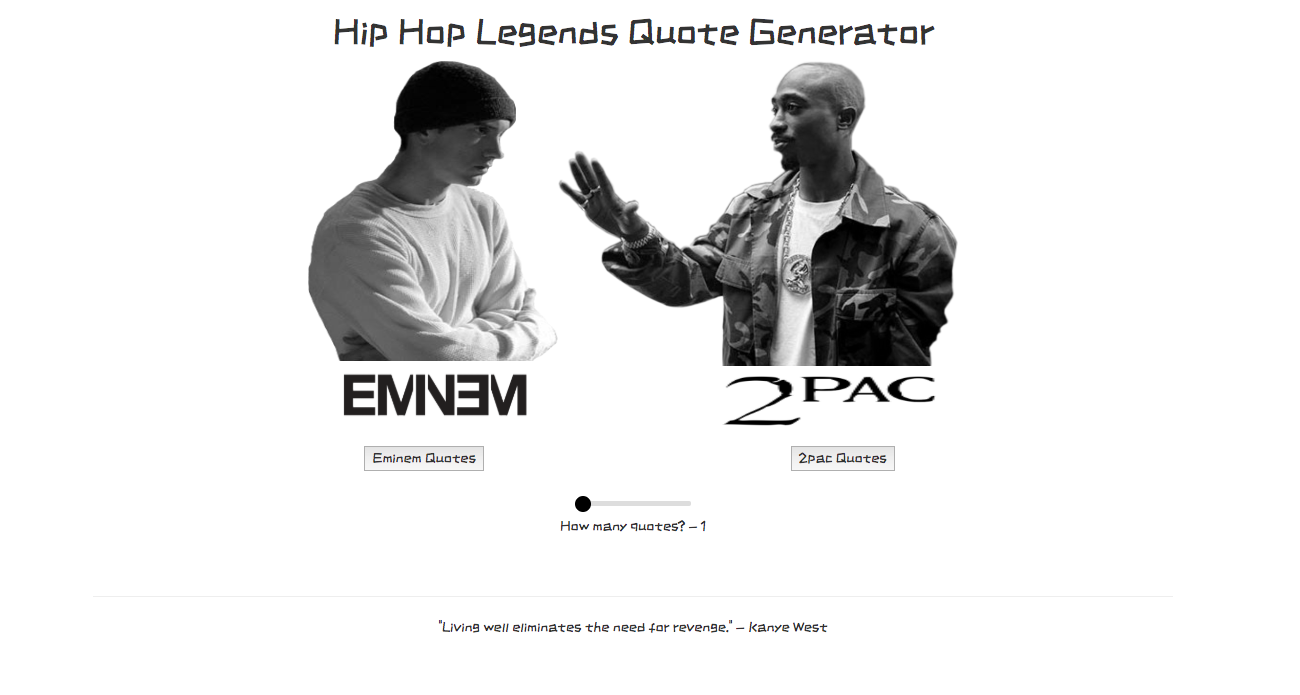 Hip Hop Legends Quote Generator
EMINEM
2PAC
Eminem Quotes
2pac Quotes
How many quotes? – 1
"Living well eliminates the need for revenge." – Kanye West